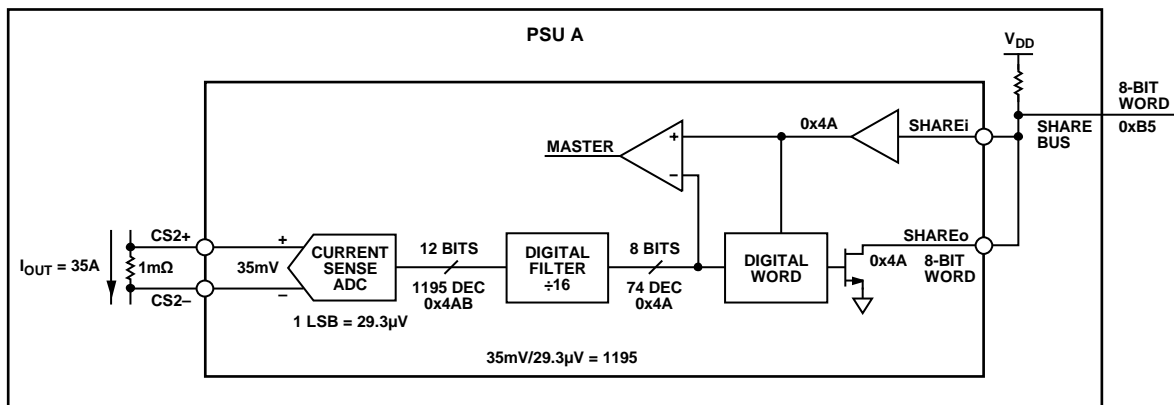 PSU A
VDD
8-BIT
WORD
0xB5
SHARE
BUS
0x4A
SHAREi
MASTER
+
−
SHAREo
8-BIT
WORD
0x4A
CS2+
IOUT = 35A
1mΩ
CS2−
+
35mV
−
CURRENT
SENSE
ADC
12 BITS
1195 DEC
0x4AB
DIGITAL
FILTER
÷16
8 BITS
74 DEC
0x4A
DIGITAL
WORD
1 LSB = 29.3µV
35mV/29.3µV = 1195